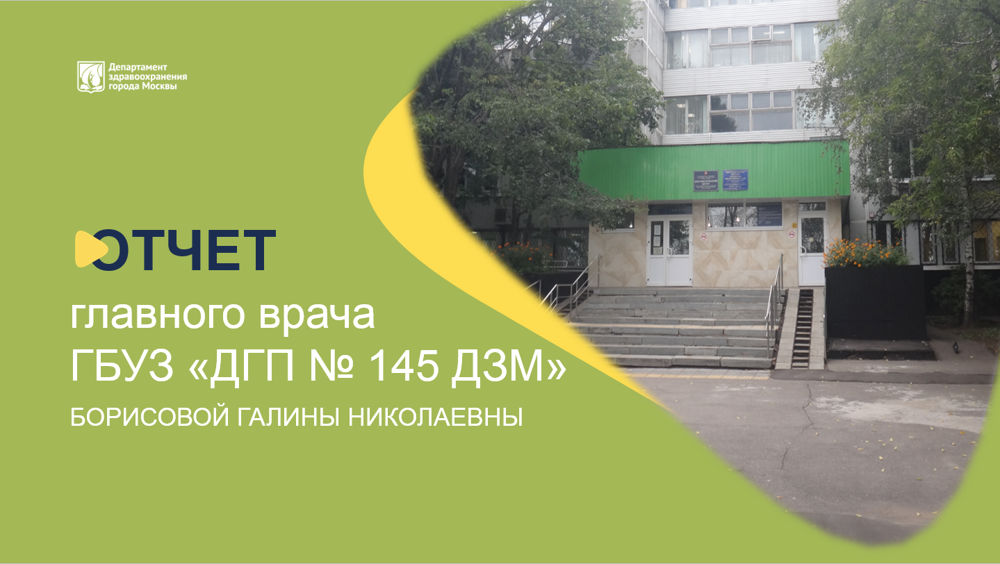 Департамент
здравоохранения
города Москвы
ОТЧЕТ
главного врача
ГБУЗ «ДГП № 145 ДЗМ»
БОРИСОВОЙ ГАЛИНЫ НИКОЛАЕВНЫ